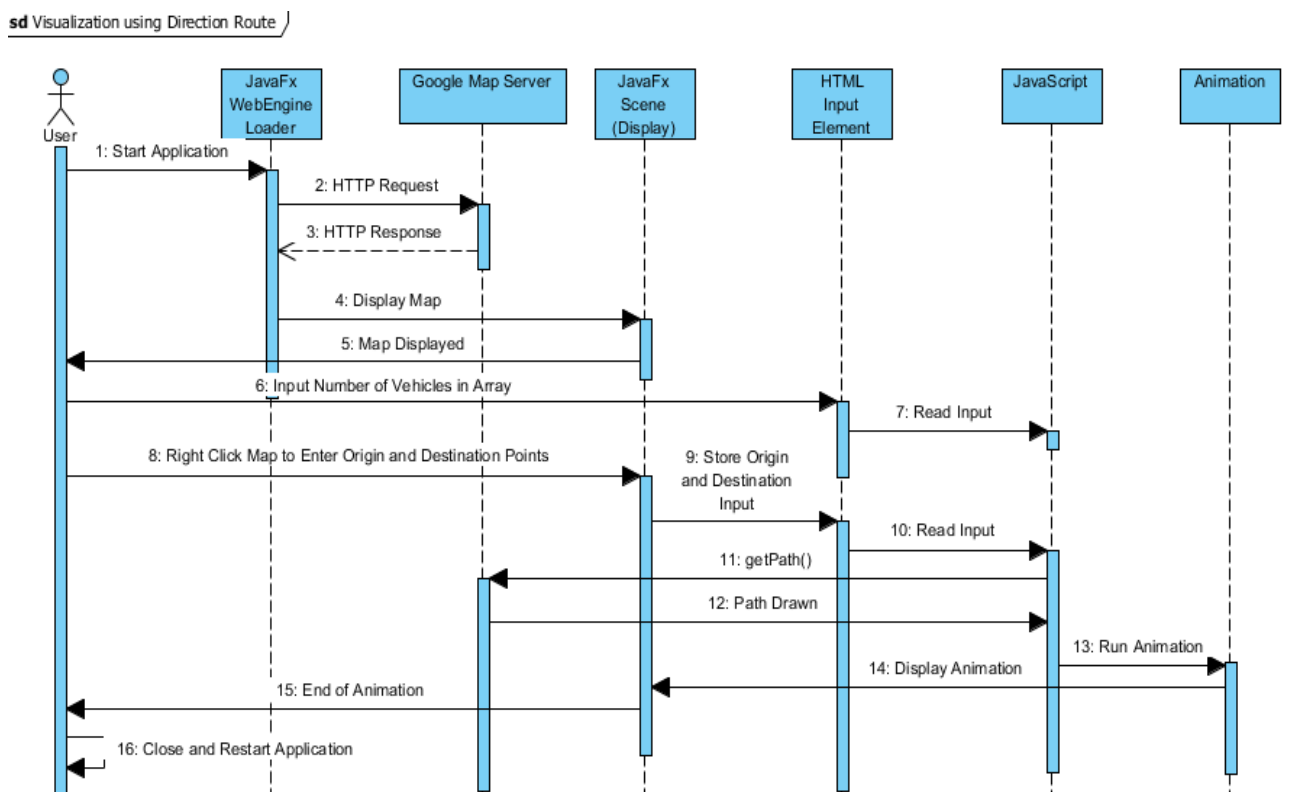 sd Visualization using Direction Route
User
JavaFx
WebEngine
Loader
Google Map Server
JavaFx
Scene
(Display)
HTML
Input
Element
JavaScript
Animation
1: Start Application
2: HTTP Request
3: HTTP Response
4: Display Map
5: Map Displayed
6: Input Number of Vehicles in Array
7: Read Input
8: Right Click Map to Enter Origin and Destination Points
9: Store Origin
and Destination
Input
10: Read Input
11: getPath()
12: Path Drawn
13: Run Animation
14: Display Animation
15: End of Animation
16: Close and Restart Application